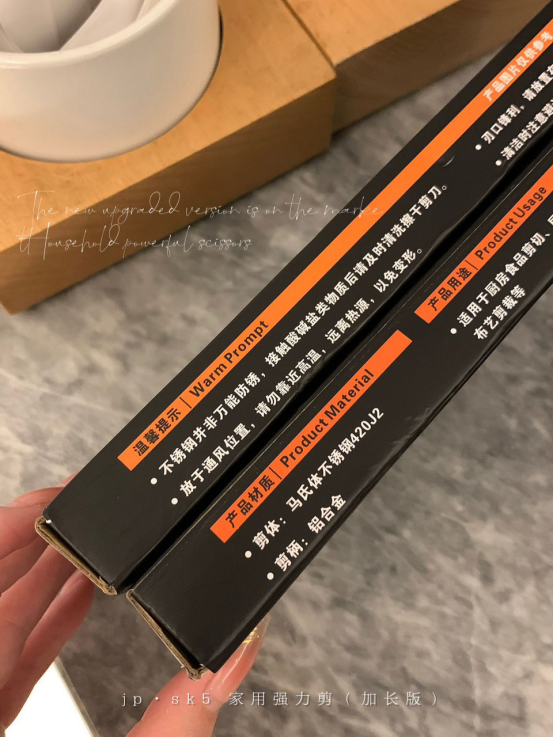 产品图片仅供参考
刃口锋利，请放置在
清洁时注意避
The new upgraded version is on the marke
Household powerful scissors
温馨提示 | Warm Prompt
不锈钢并非万能防锈，接触酸碱盐类物质后请及时清洗擦干剪刀。
放于通风位置，请勿靠近高温，远离热源，以免变形。
产品用途 | Product Usage
适用于厨房食品剪切、
布艺剪裁等
产品材质 | Product Material
剪体：马氏体不锈钢420J2
剪柄：铝合金
jp·sk5 家用强力剪（加长版）